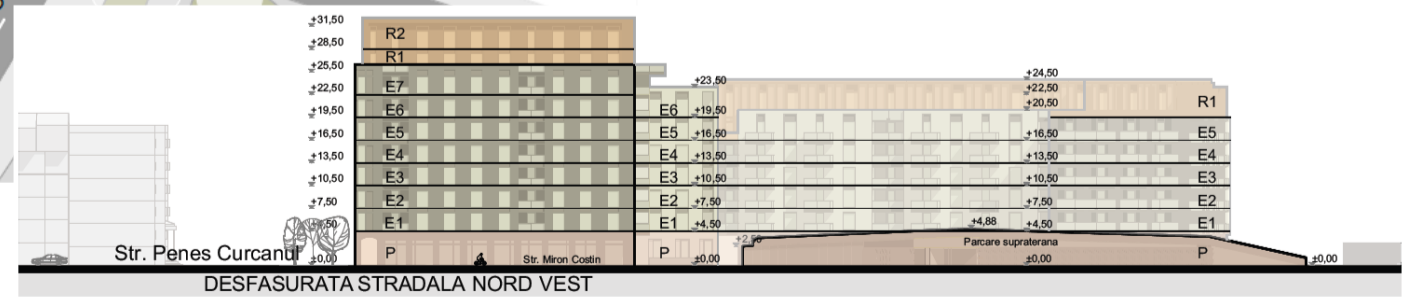 +31,50
R2
+28,50
R1
+25,50
+22,50
E7
+19,50
E6
+16,50
E5
+13,50
E4
+10,50
E3
+7,50
E2
+4,50
E1
P
+0,00
Str. Penes Curcanul
Str. Miron Costin
+23,50
E6 +19,50
E5 +16,50
E4 +13,50
E3 +10,50
E2 +7,50
E1 +4,50
P +0,00
+2,50
+24,50
+22,50
+20,50
R1
+16,50 E5
+13,50 E4
+10,50 E3
+7,50 E2
+4,88 +4,50 E1
Parcare supraterana
+0,00 P
+0,00
DESFASURATA STRADALA NORD VEST